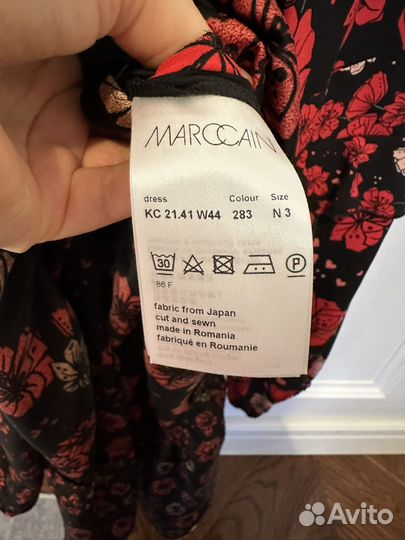 MAROCCAIN
dress Colour Size
KC 21.41 W44 283 N 3
30 P
86 F
fabric from Japan
cut and sewn
made in Romania
fabriqué en Roumanie
Avito